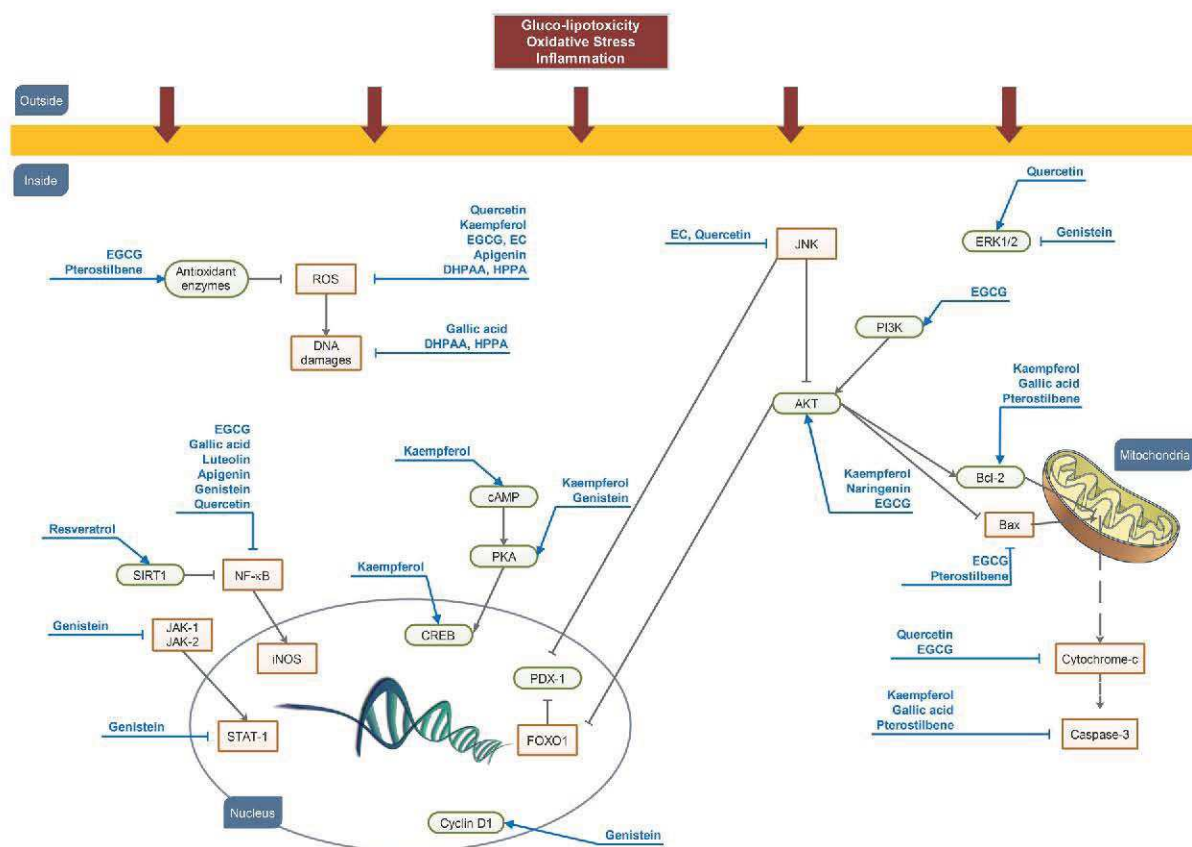 Gluco-lipotoxicity
Oxidative Stress
Inflammation
Outside
Inside
Quercetin
ERK1/2
Genistein
EGCG
Pterostilbene
Antioxidant
enzymes
ROS
Quercetin
Kaempferol
EGCG, EC
Apigenin
DHPAA, HPPA
DNA
damages
Gallic acid
DHPAA, HPPA
EC, Quercetin
JNK
EGCG
PI3K
AKT
Kaempferol
Naringenin
EGCG
Kaempferol
Gallic acid
Pterostilbene
Bcl-2
Mitochondria
Bax
EGCG
Pterostilbene
EGCG
Gallic acid
Luteolin
Apigenin
Genistein
Quercetin
Resveratrol
SIRT1
NF-κB
Kaempferol
cAMP
Kaempferol
Genistein
PKA
Kaempferol
CREB
Genistein
JAK-1
JAK-2
iNOS
PDX-1
Quercetin
EGCG
Cytochrome-c
Genistein
STAT-1
FOXO1
Kaempferol
Gallic acid
Pterostilbene
Caspase-3
Nucleus
Cyclin D1
Genistein